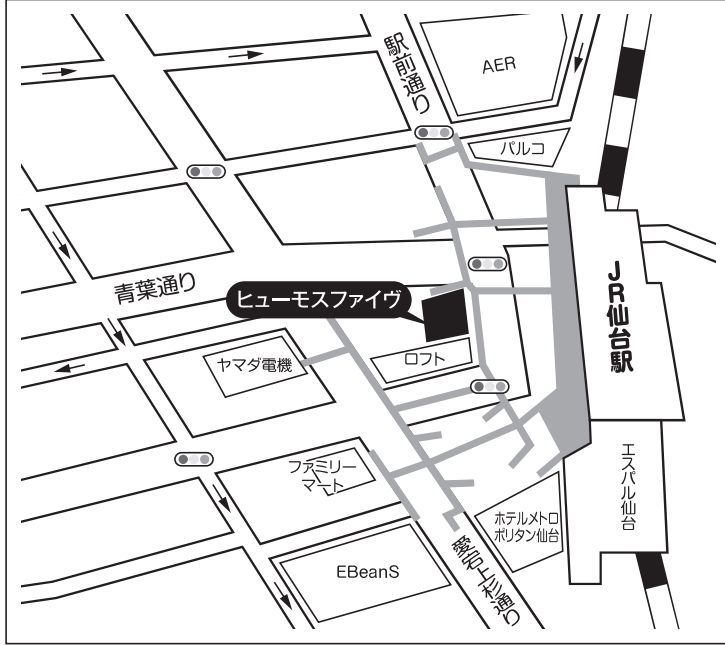 駅前通り
AER
パルコ
青葉通り
ヒューモスファイヴ
JR仙台駅
ヤマダ電機
ロフト
ファミリー
マート
エスパル仙台
ホテルメトロ
ポリタン仙台
EBeanS
愛宕上杉通り